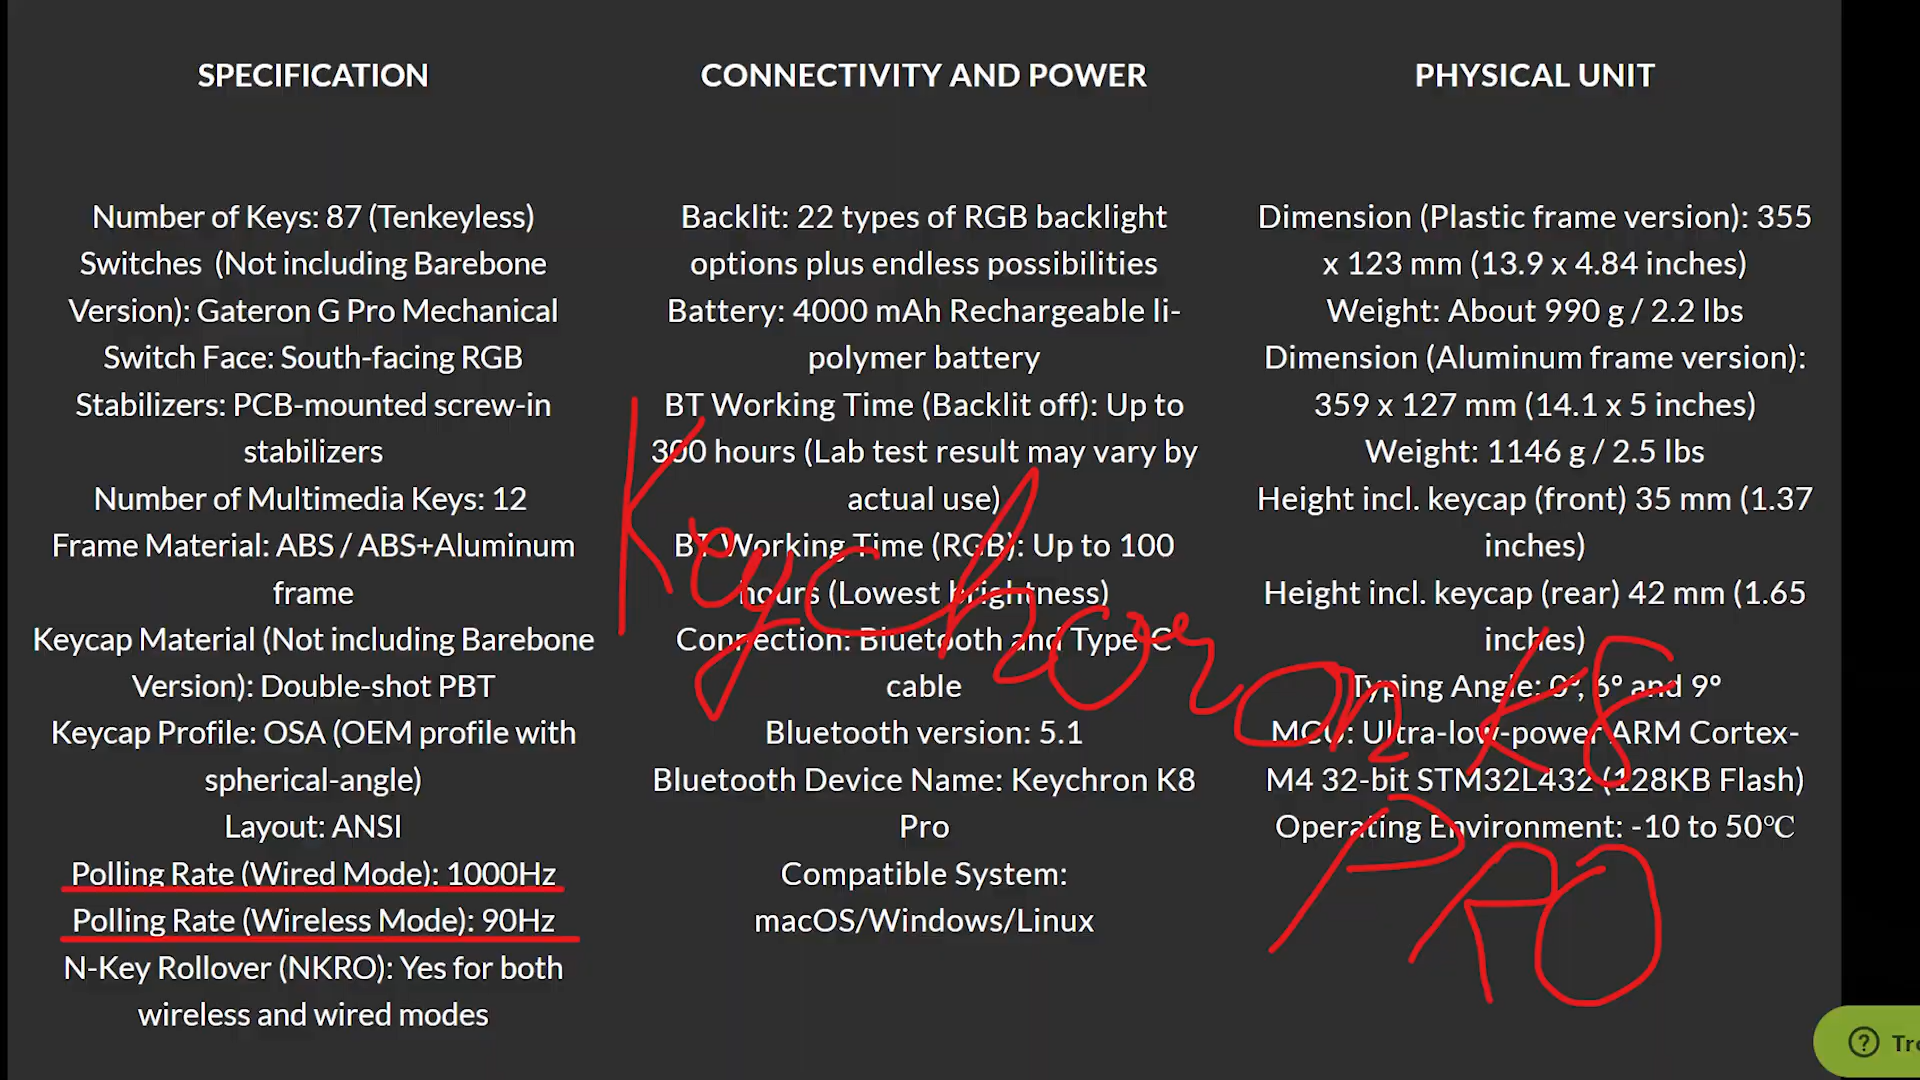 SPECIFICATION
Number of Keys: 87 (Tenkeyless)
Switches (Not including Barebone
Version): Gateron G Pro Mechanical
Switch Face: South-facing RGB
Stabilizers: PCB-mounted screw-in
stabilizers
Number of Multimedia Keys: 12
Frame Material: ABS / ABS+Aluminum
frame
Keycap Material (Not including Barebone
Version): Double-shot PBT
Keycap Profile: OSA (OEM profile with
spherical-angle)
Layout: ANSI
Polling Rate (Wired Mode): 1000Hz
Polling Rate (Wireless Mode): 90Hz
N-Key Rollover (NKRO): Yes for both
wireless and wired modes
CONNECTIVITY AND POWER
Backlit: 22 types of RGB backlight
options plus endless possibilities
Battery: 4000 mAh Rechargeable li-
polymer battery
BT Working Time (Backlit off): Up to
300 hours (Lab test result may vary by
actual use)
BT Working Time (RGB): Up to 100
hours (Lowest brightness)
Connection: Bluetooth and Type-C
cable
Bluetooth version: 5.1
Bluetooth Device Name: Keychron K8
Pro
Compatible System:
macOS/Windows/Linux
PHYSICAL UNIT
Dimension (Plastic frame version): 355
x 123 mm (13.9 x 4.84 inches)
Weight: About 990 g / 2.2 lbs
Dimension (Aluminum frame version):
359 x 127 mm (14.1 x 5 inches)
Weight: 1146 g / 2.5 lbs
Height incl. keycap (front) 35 mm (1.37
inches)
Height incl. keycap (rear) 42 mm (1.65
inches)
Typing Angle: 0º, 6º and 9º
MCU: Ultra-low-power ARM Cortex-
M4 32-bit STM32L432 (128KB Flash)
Operating Environment: -10 to 50℃
Keychoron K8
PRO